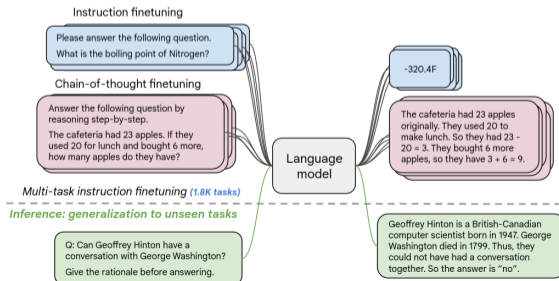 Instruction finetuning
Please answer the following question.
What is the boiling point of Nitrogen?
-320.4F
Chain-of-thought finetuning
Answer the following question by
reasoning step-by-step.
The cafeteria had 23 apples. If they
used 20 for lunch and bought 6 more,
how many apples do they have?
Language
model
The cafeteria had 23 apples
originally. They used 20 to
make lunch. So they had 23 -
20 = 3. They bought 6 more
apples, so they have 3 + 6 = 9.
Multi-task instruction finetuning (1.8K tasks)
Inference: generalization to unseen tasks
Q: Can Geoffrey Hinton have a
conversation with George Washington?
Give the rationale before answering.
Geoffrey Hinton is a British-Canadian
computer scientist born in 1947. George
Washington died in 1799. Thus, they
could not have had a conversation
together. So the answer is “no”.